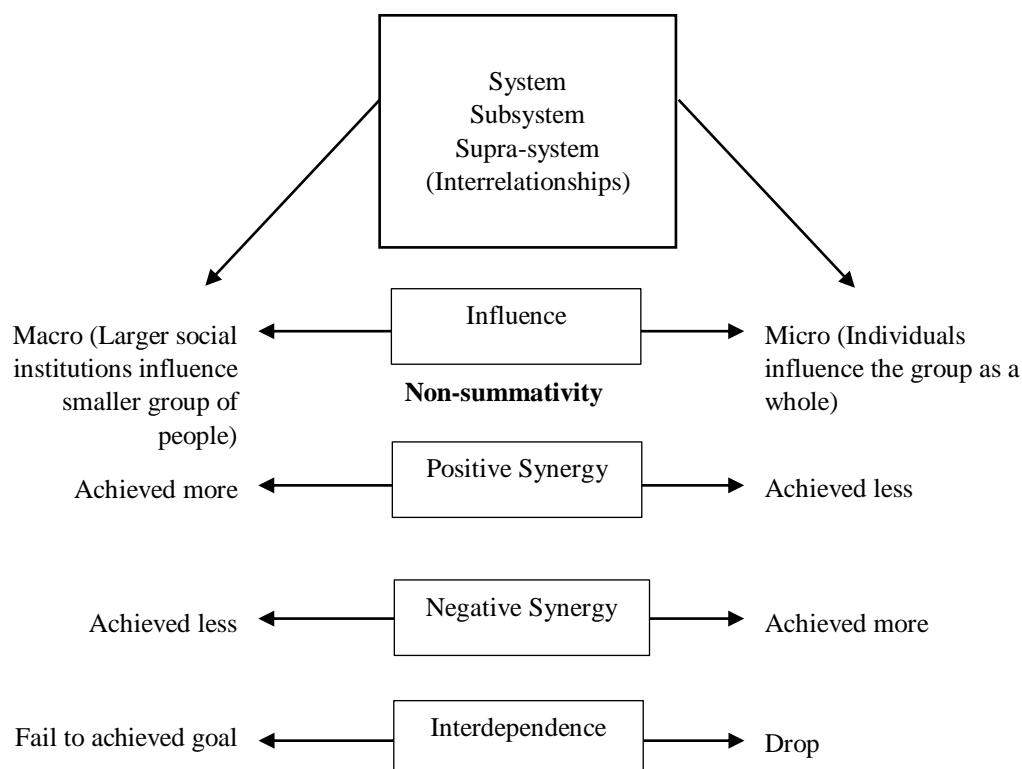 System
Subsystem
Supra-system
(Interrelationships)
Macro (Larger social
institutions influence
smaller group of
people)
Influence
Micro (Individuals
influence the group as a
whole)
Non-summativity
Achieved more
Positive Synergy
Achieved less
Achieved less
Negative Synergy
Achieved more
Fail to achieved goal
Interdependence
Drop